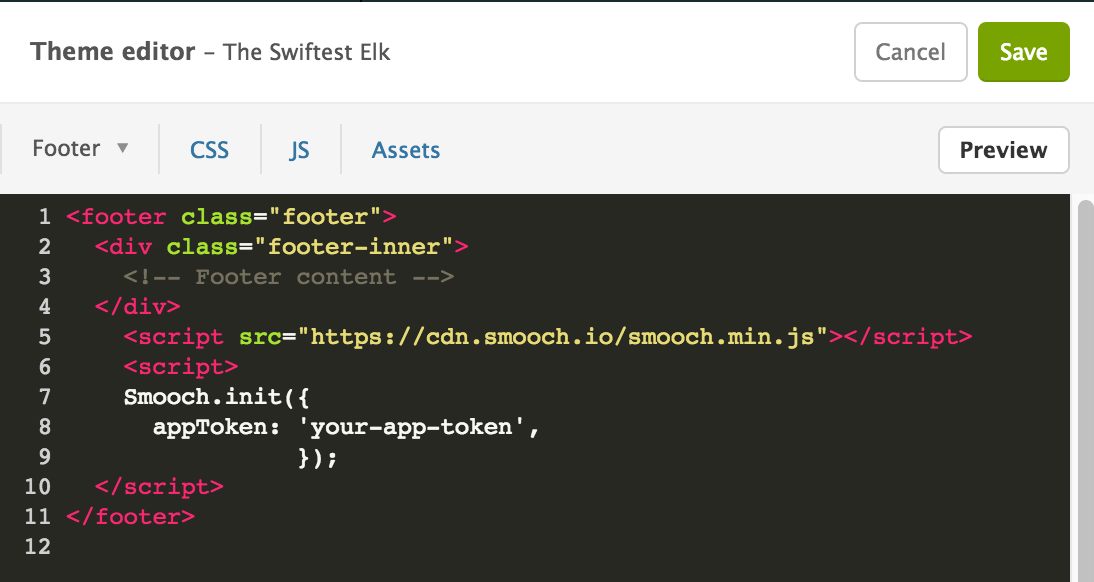 Theme editor – The Swiftest Elk
Cancel
Save
Footer ▼
CSS
JS
Assets
Preview
1 <footer class="footer">
2   <div class="footer-inner">
3     <!-- Footer content -->
4   </div>
5     <script src="https://cdn.smooch.io/smooch.min.js"></script>
6     <script>
7     Smooch.init({
8       appToken: 'your-app-token',
9                 });
10   </script>
11 </footer>
12